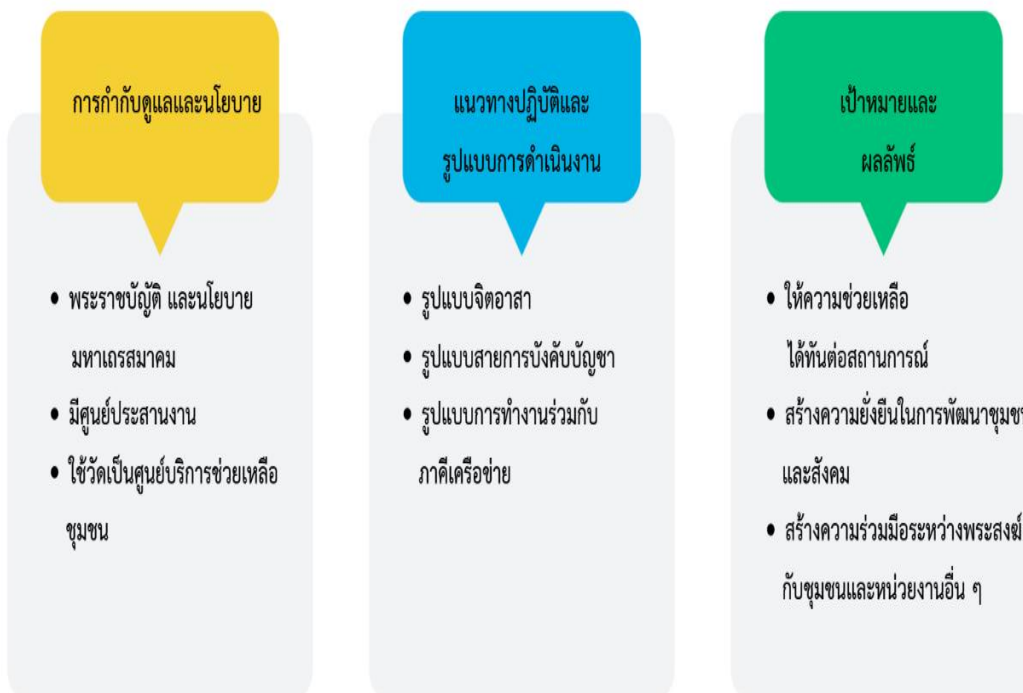 การกำกับดูแลและนโยบาย
• พระราชบัญญัติ และนโยบาย
มหาเถรสมาคม
• มีศูนย์ประสานงาน
• ใช้วัดเป็นศูนย์บริการช่วยเหลือ
ชุมชน
แนวทางปฏิบัติและ
รูปแบบการดำเนินงาน
• รูปแบบจิตอาสา
• รูปแบบสายการบังคับบัญชา
• รูปแบบการทำงานร่วมกับ
ภาคีเครือข่าย
เป้าหมายและ
ผลลัพธ์
• ให้ความช่วยเหลือ
ได้ทันต่อสถานการณ์
• สร้างความยั่งยืนในการพัฒนาชุมชน
และสังคม
• สร้างความร่วมมือระหว่างพระสงฆ์
กับชุมชนและหน่วยงานอื่น ๆ